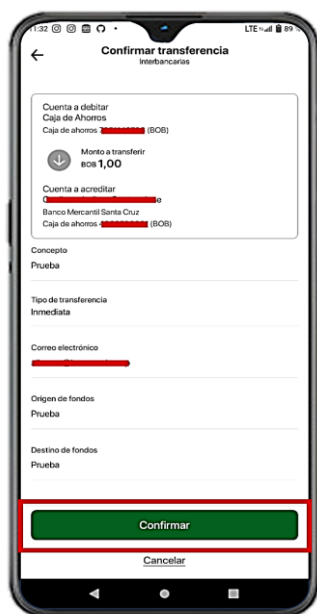 11:32
LTE
89
Confirmar transferencia
Interbancarias
Cuenta a debitar
Caja de Ahorros
Caja de ahorros (BOB)
Monto a transferir
BOB 1,00
Cuenta a acreditar
Banco Mercantil Santa Cruz
Caja de ahorros (BOB)
Concepto
Prueba
Tipo de transferencia
Inmediata
Correo electrónico
Origen de fondos
Prueba
Destino de fondos
Prueba
Confirmar
Cancelar